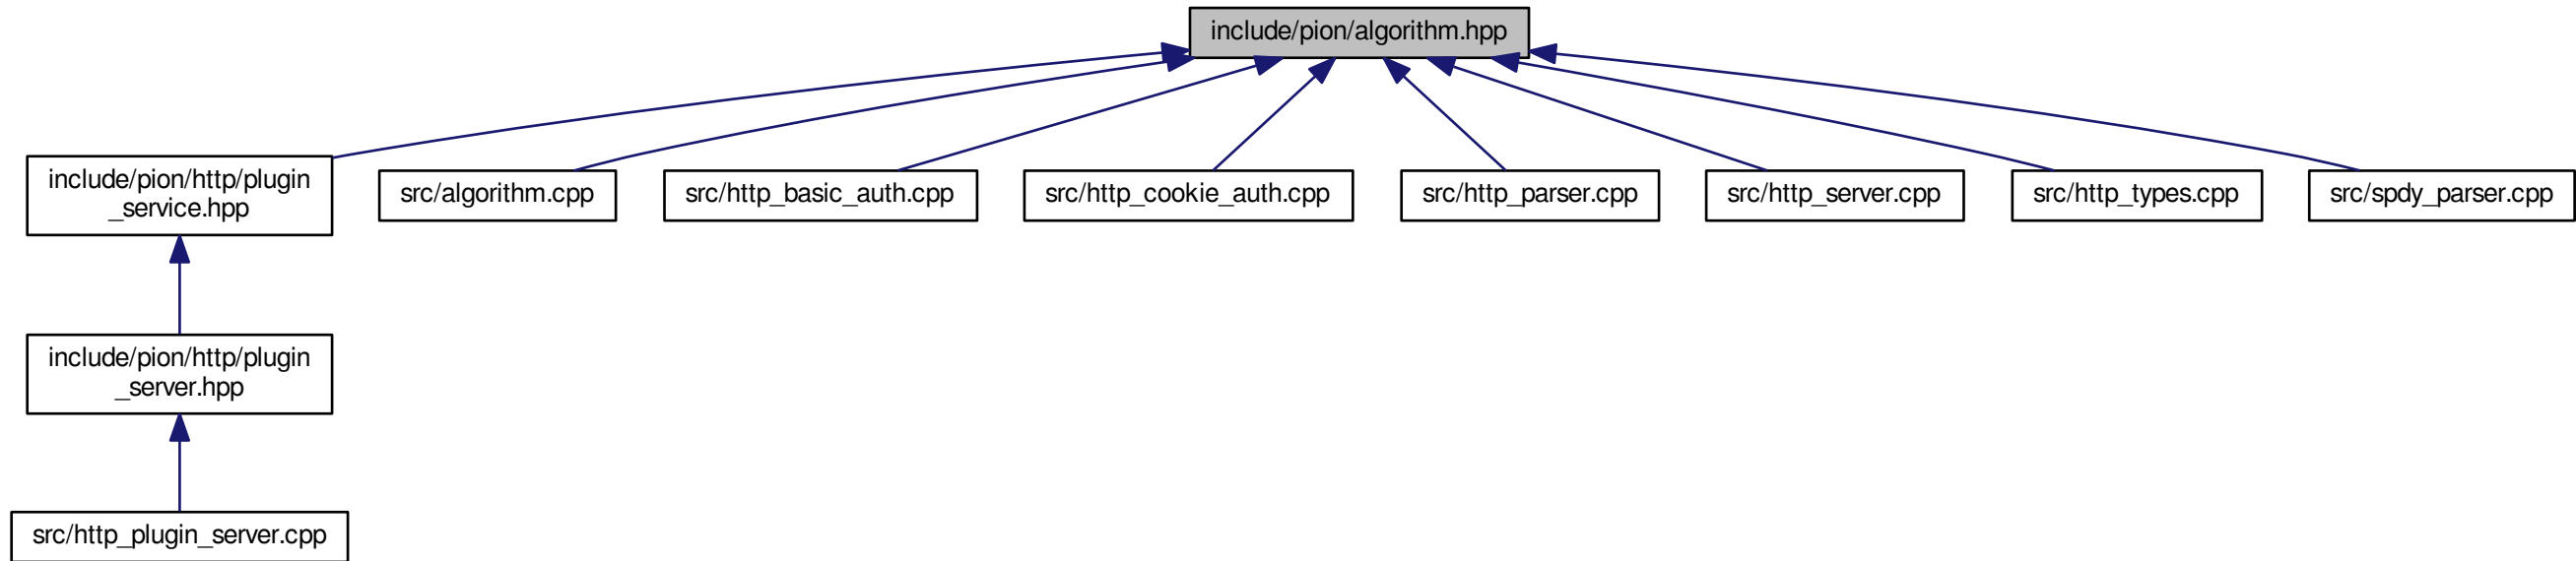 include/pion/algorithm.hpp
include/pion/http/plugin
_service.hpp
src/algorithm.cpp
src/http_basic_auth.cpp
src/http_cookie_auth.cpp
src/http_parser.cpp
src/http_server.cpp
src/http_types.cpp
src/spdy_parser.cpp
include/pion/http/plugin
_server.hpp
src/http_plugin_server.cpp